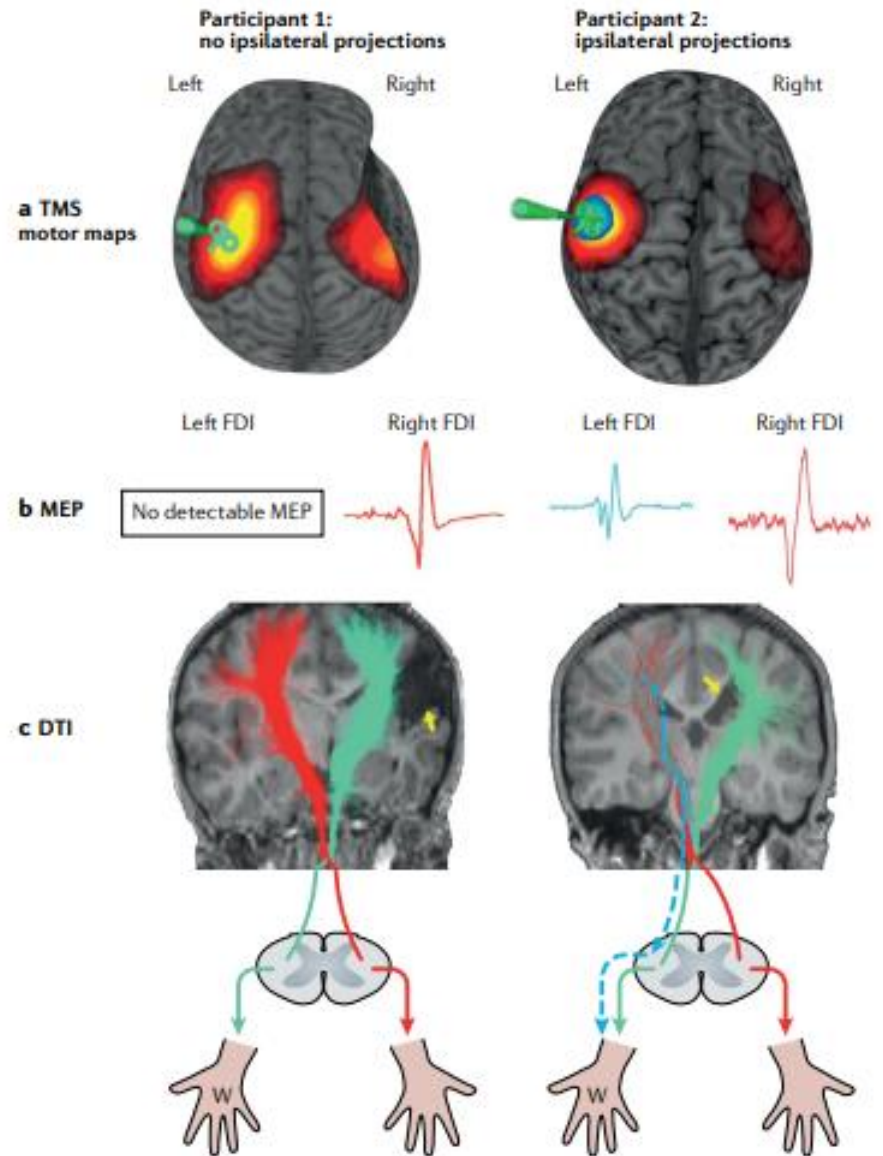 Participant 1:
no ipsilateral projections
Participant 2:
ipsilateral projections
Left
Right
Left
Right
a TMS
motor maps
Left FDI
Right FDI
Left FDI
Right FDI
b MEP
No detectable MEP
c DTI
W
W